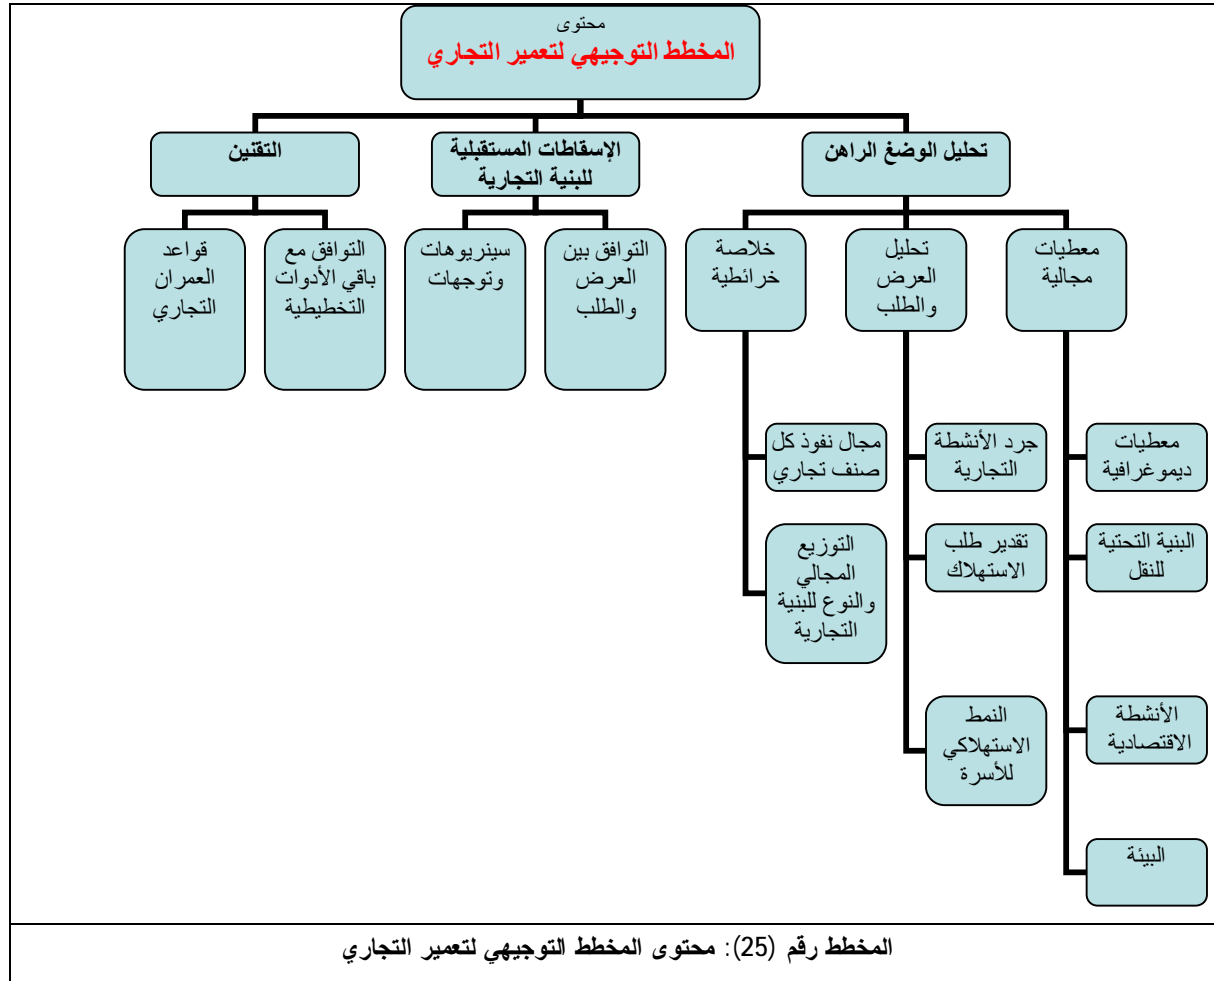 محتوى
المخطط التوجيهي لتعمير التجاري
تحليل الوضغ الراهن
الإسقاطات المستقبلية
للبنية التجارية
التقنين
معطيات
مجالية
تحليل
العرض
والطلب
خلاصة
خرائطية
التوافق بين
العرض
والطلب
سينريوهات
وتوجهات
التوافق مع
باقي الأدوات
التخطيطية
قواعد
العمران
التجاري
معطيات
ديموغرافية
جرد الأنشطة
التجارية
مجال نفوذ كل
صنف تجاري
البنية التحتية
للنقل
تقدير طلب
الاستهلاك
التوزيع
المجالي
والنوع للبنية
التجارية
الأنشطة
الاقتصادية
النمط
الاستهلاكي
للأسرة
البيئة
المخطط رقم (25): محتوى المخطط التوجيهي لتعمير التجاري